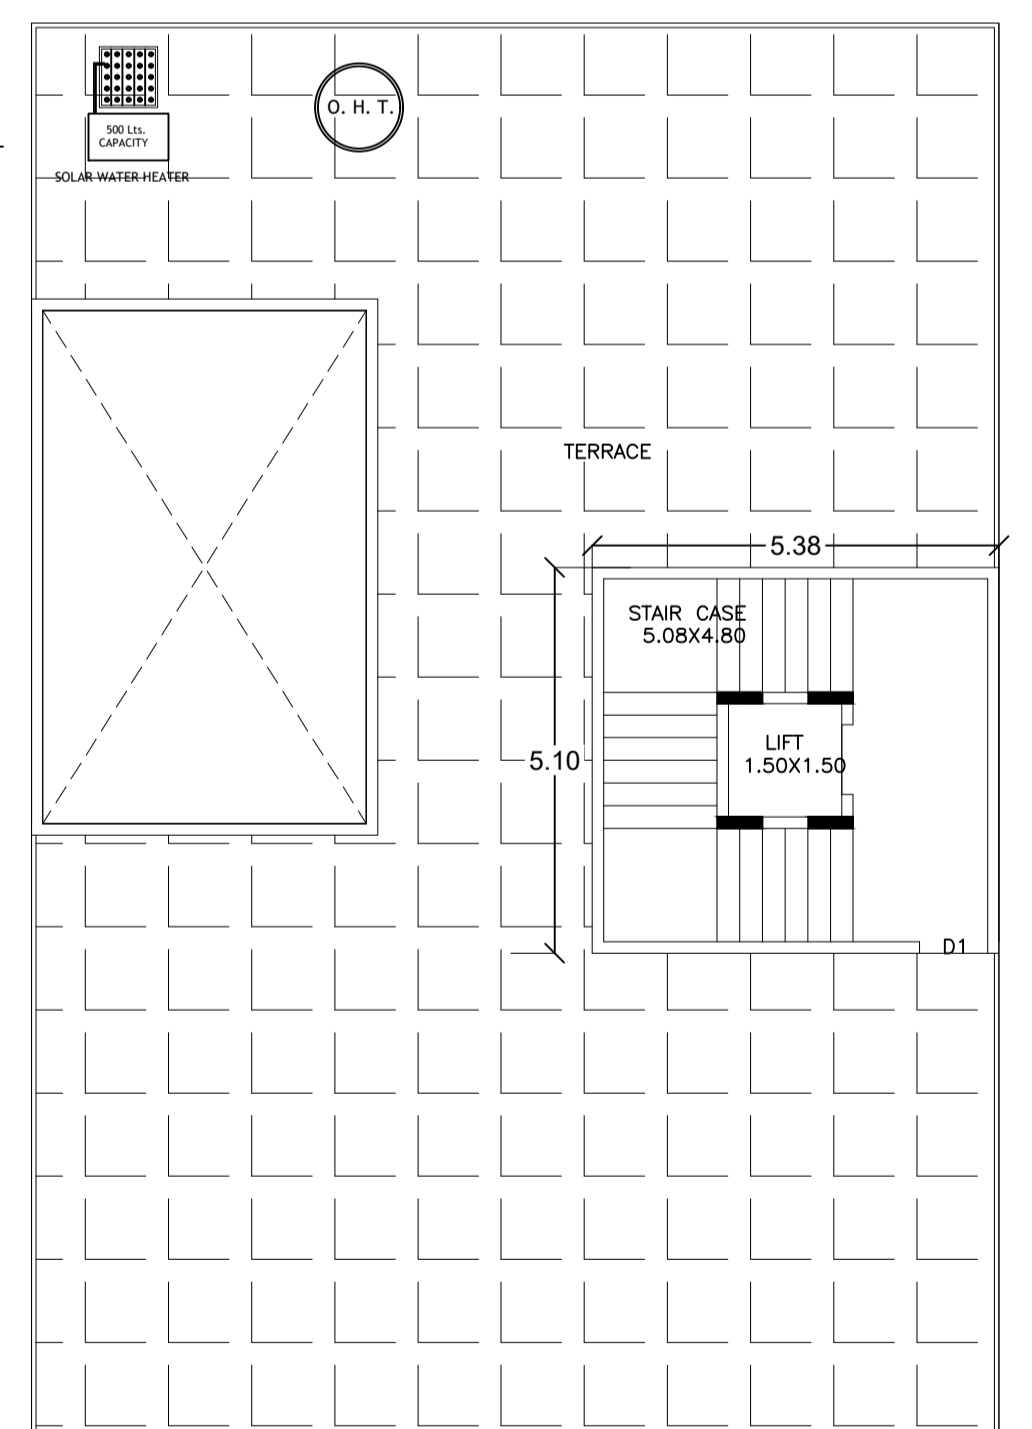 O. H. T.
500 Lts.
CAPACITY
SOLAR WATER HEATER
TERRACE
5.38
STAIR CASE
5.08X4.80
LIFT
1.50X1.50
5.10
D1